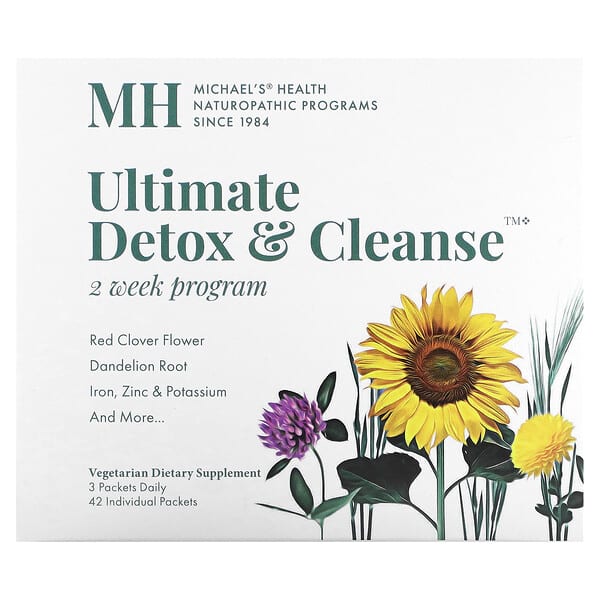 MH
MICHAEL'S® HEALTH
NATUROPATHIC PROGRAMS
SINCE 1984
Ultimate
Detox & Cleanse™❖
2 week program
Red Clover Flower
Dandelion Root
Iron, Zinc & Potassium
And More...
Vegetarian Dietary Supplement
3 Packets Daily
42 Individual Packets